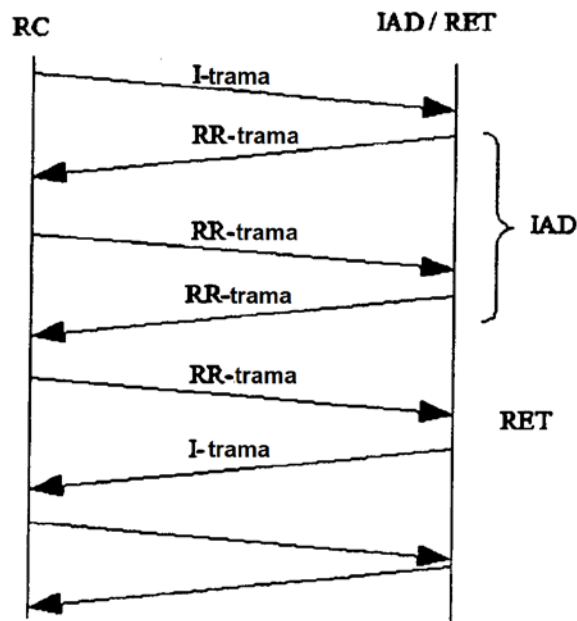 RC
IAD / RET
I-trama
RR-trama
IAD
RR-trama
RR-trama
RR-trama
RET
I-trama